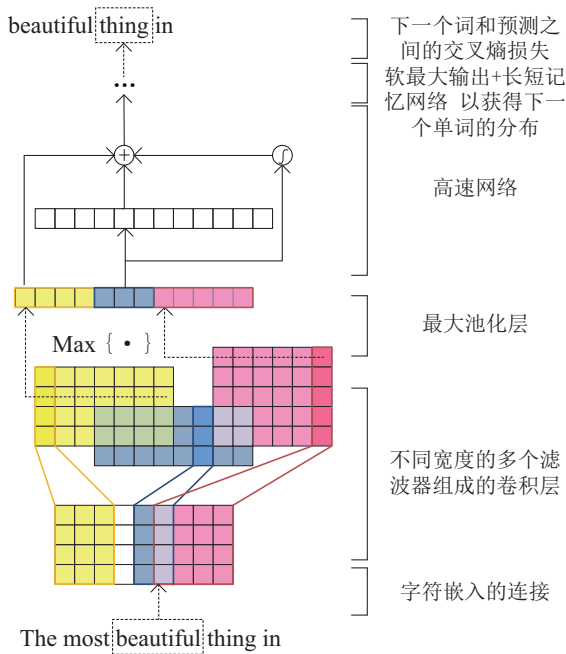 beautiful thing in
下一个词和预测之
间的交叉熵损失
...
软最大输出+长短记
忆网络 以获得下一
个单词的分布
+
∫
高速网络
最大池化层
Max { • }
不同宽度的多个滤
波器组成的卷积层
字符嵌入的连接
The most beautiful thing in